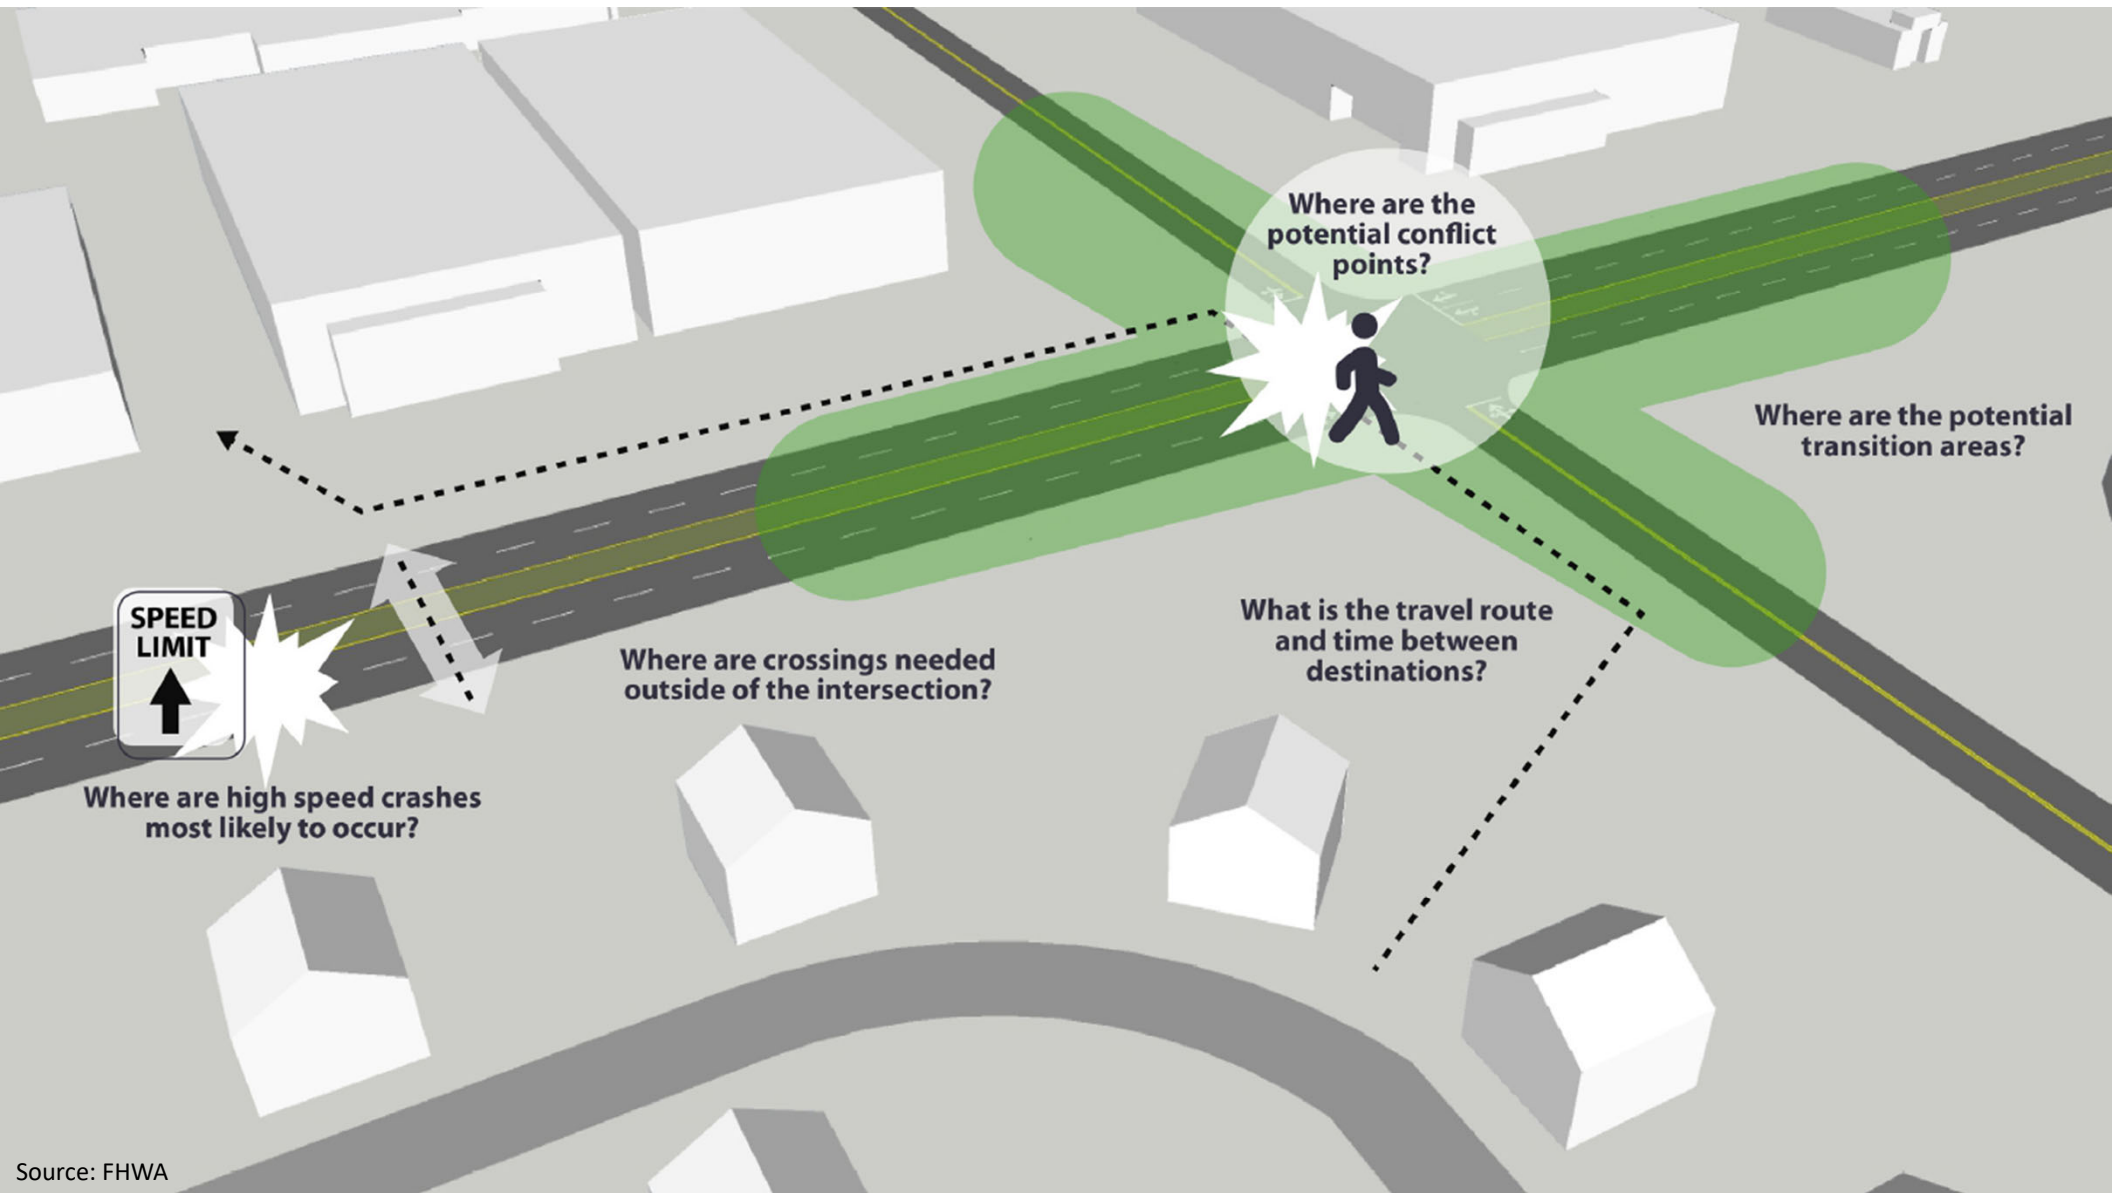 Where are the
potential conflict
points?
Where are the potential
transition areas?
SPEED
LIMIT
Where are crossings needed
outside of the intersection?
What is the travel route
and time between
destinations?
Where are high speed crashes
most likely to occur?
Source: FHWA